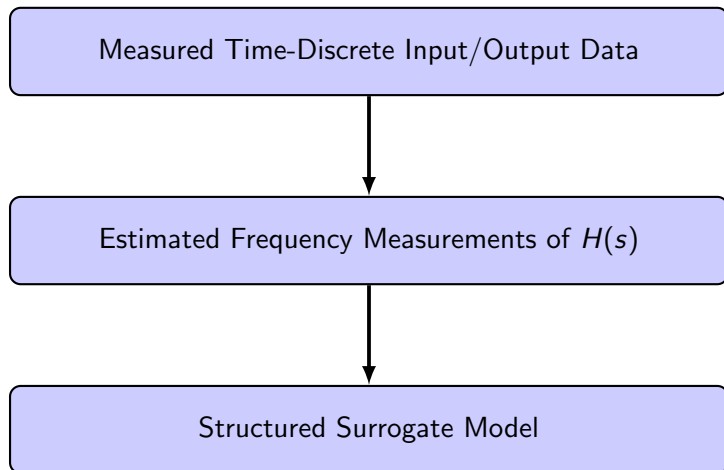 Measured Time-Discrete Input/Output Data
Estimated Frequency Measurements of H(s)
Structured Surrogate Model